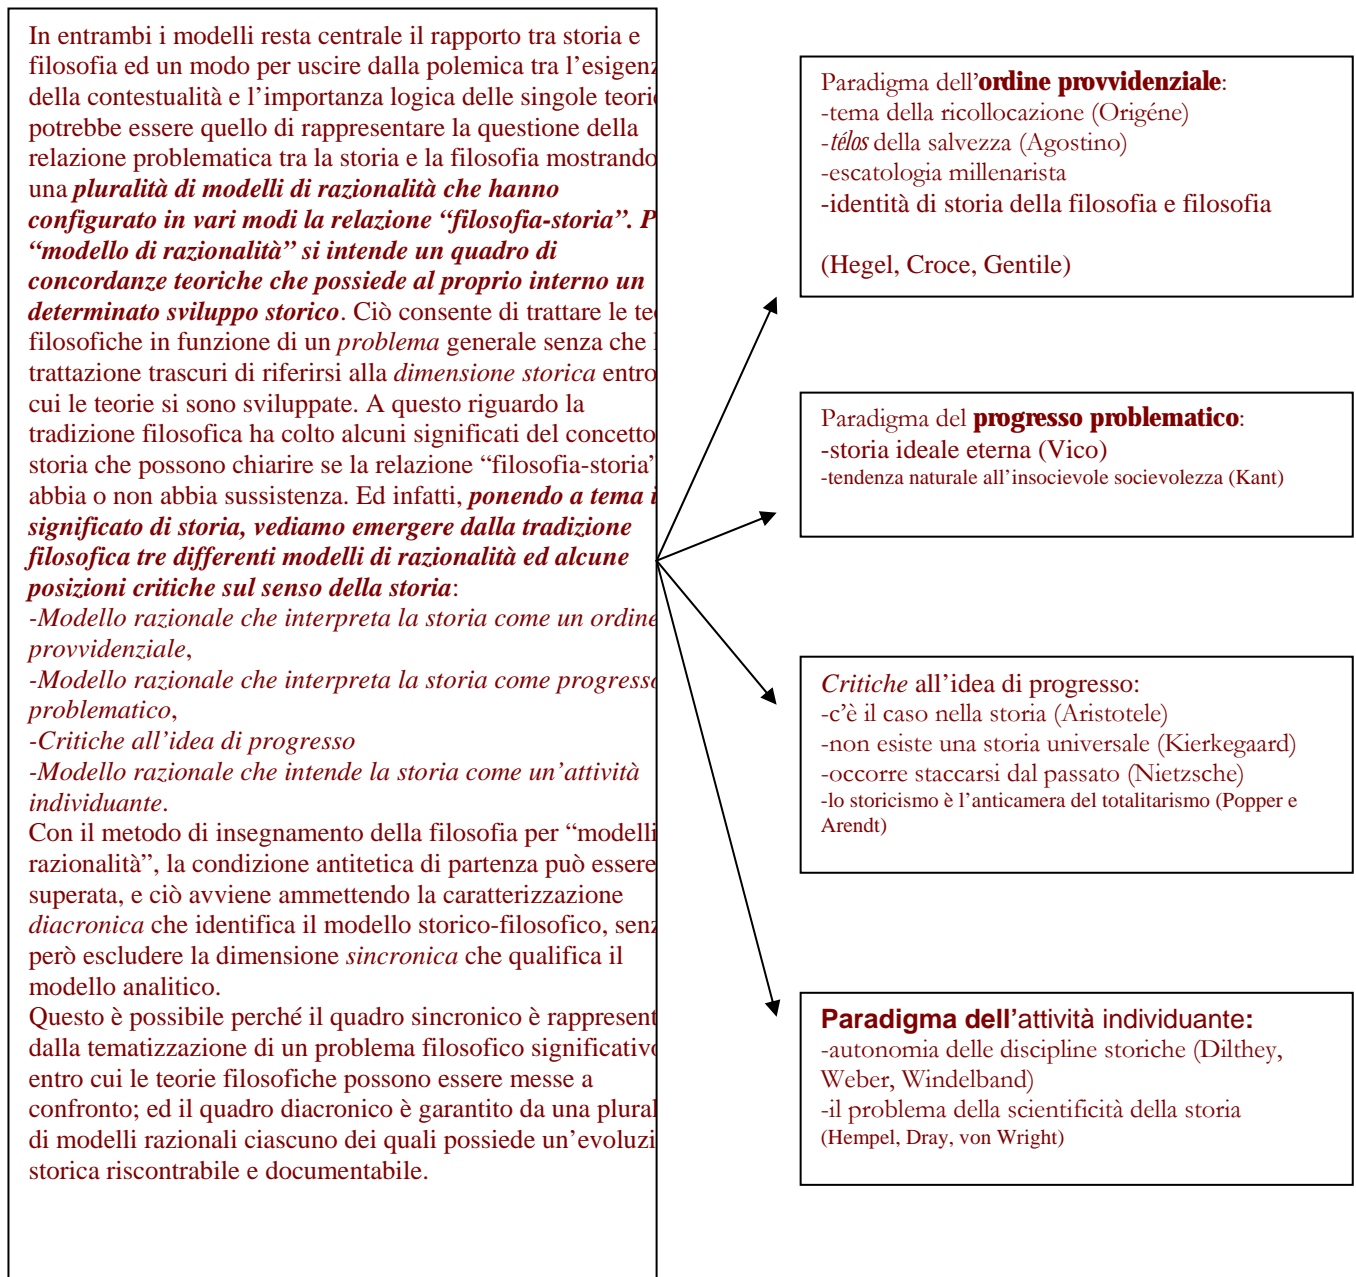 In entrambi i modelli resta centrale il rapporto tra storia e
filosofia ed un modo per uscire dalla polemica tra l'esigenz
della contestualità e l'importanza logica delle singole teori
potrebbe essere quello di rappresentare la questione della
relazione problematica tra la storia e la filosofia mostrando
una pluralità di modelli di razionalità che hanno
configurato in vari modi la relazione “filosofia-storia”. P
“modello di razionalità” si intende un quadro di
concordanze teoriche che possiede al proprio interno un
determinato sviluppo storico. Ciò consente di trattare le te
filosofiche in funzione di un problema generale senza che
trattazione trascuri di riferirsi alla dimensione storica entro
cui le teorie si sono sviluppate. A questo riguardo la
tradizione filosofica ha colto alcuni significati del concetto
storia che possono chiarire se la relazione “filosofia-storia”
abbia o non abbia sussistenza. Ed infatti, ponendo a tema i
significato di storia, vediamo emergere dalla tradizione
filosofica tre differenti modelli di razionalità ed alcune
posizioni critiche sul senso della storia:
-Modello razionale che interpreta la storia come un ordine
provvidenziale,
-Modello razionale che interpreta la storia come progresso
problematico,
-Critiche all'idea di progresso
-Modello razionale che intende la storia come un'attività
individuante.
Con il metodo di insegnamento della filosofia per “modelli
razionalità”, la condizione antitetica di partenza può essere
superata, e ciò avviene ammettendo la caratterizzazione
diacronica che identifica il modello storico-filosofico, senz
però escludere la dimensione sincronica che qualifica il
modello analitico.
Questo è possibile perché il quadro sincronico è rappresent
dalla tematizzazione di un problema filosofico significativo
entro cui le teorie filosofiche possono essere messe a
confronto; ed il quadro diacronico è garantito da una plural
di modelli razionali ciascuno dei quali possiede un'evoluzi
storica riscontrabile e documentabile.
Paradigma dell'ordine provvidenziale:
-tema della ricollocazione (Origéne)
-télos della salvezza (Agostino)
-escatologia millenarista
-identità di storia della filosofia e filosofia
(Hegel, Croce, Gentile)
Paradigma del progresso problematico:
-storia ideale eterna (Vico)
-tendenza naturale all'insocievole socievolezza (Kant)
Critiche all'idea di progresso:
-c'è il caso nella storia (Aristotele)
-non esiste una storia universale (Kierkegaard)
-occorre staccarsi dal passato (Nietzsche)
-lo storicismo è l'anticamera del totalitarismo (Popper e
Arendt)
Paradigma dell'attività individuante:
-autonomia delle discipline storiche (Dilthey,
Weber, Windelband)
-il problema della scientificità della storia
(Hempel, Dray, von Wright)